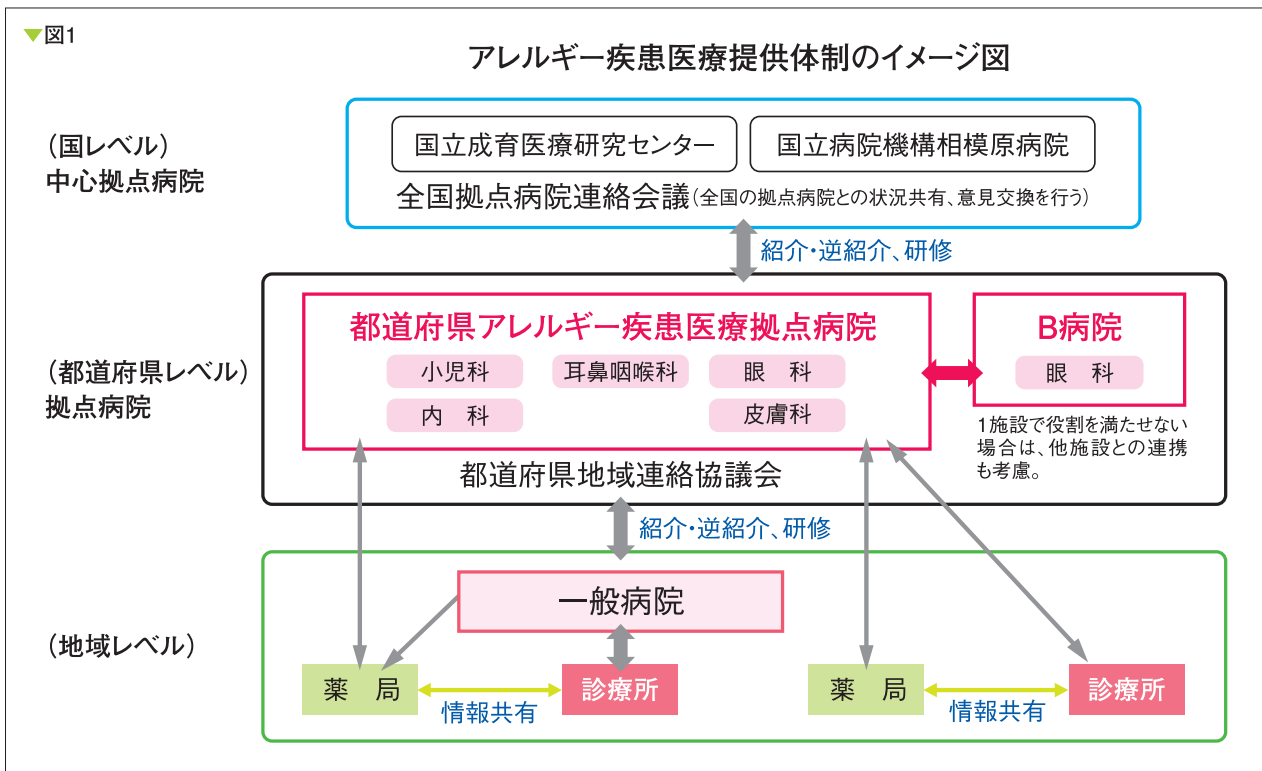 ▼図1
アレルギー疾患医療提供体制のイメージ図
(国レベル)
中心拠点病院
国立成育医療研究センター
国立病院機構相模原病院
全国拠点病院連絡会議(全国の拠点病院との状況共有、意見交換を行う)
紹介・逆紹介、研修
(都道府県レベル)
拠点病院
都道府県アレルギー疾患医療拠点病院
小児科
耳鼻咽喉科
眼 科
内 科
皮膚科
B病院
眼 科
1施設で役割を満たせない
場合は、他施設との連携
も考慮。
都道府県地域連絡協議会
紹介・逆紹介、研修
(地域レベル)
一般病院
薬 局
情報共有
診療所
薬 局
情報共有
診療所